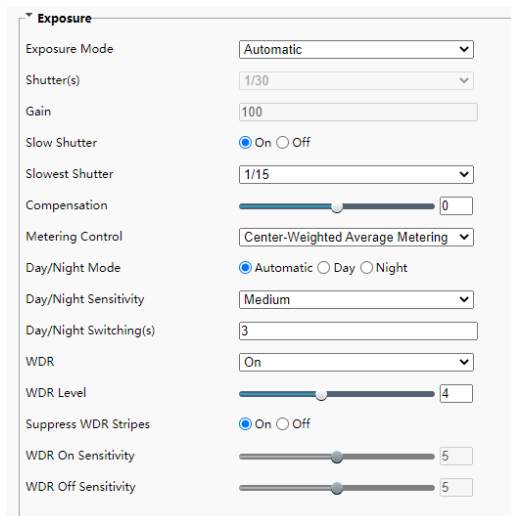 Exposure
Exposure Mode Automatic
Shutter(s) 1/30
Gain 100
Slow Shutter On Off
Slowest Shutter 1/15
Compensation 0
Metering Control Center-Weighted Average Metering
Day/Night Mode Automatic Day Night
Day/Night Sensitivity Medium
Day/Night Switching(s) 3
WDR On
WDR Level 4
Suppress WDR Stripes On Off
WDR On Sensitivity 5
WDR Off Sensitivity 5